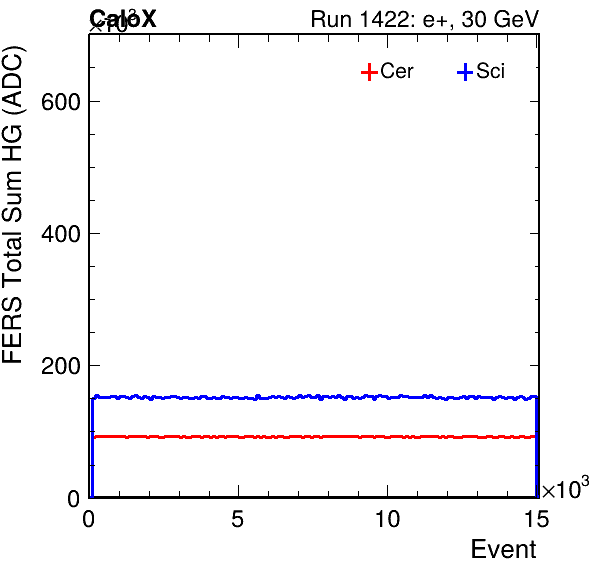 CaloX Run 1422: e+, 30 GeV
×10³
Cer Sci
FERS Total Sum HG (ADC)
600
400
200
0
0 5 10 15
×10³
Event